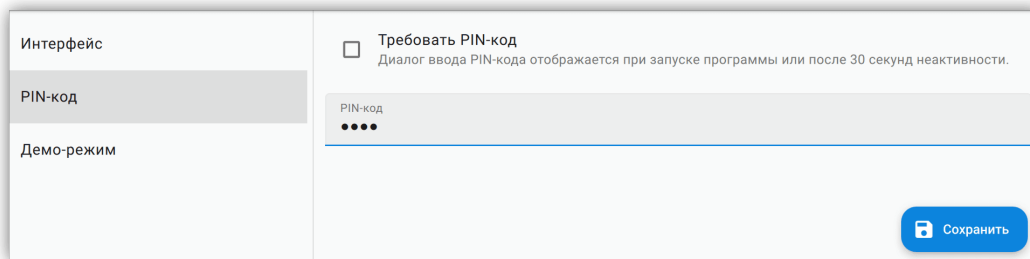 Интерфейс
PIN-код
Демо-режим
Требовать PIN-код
Диалог ввода PIN-кода отображается при запуске программы или после 30 секунд неактивности.
PIN-код
••••
Сохранить